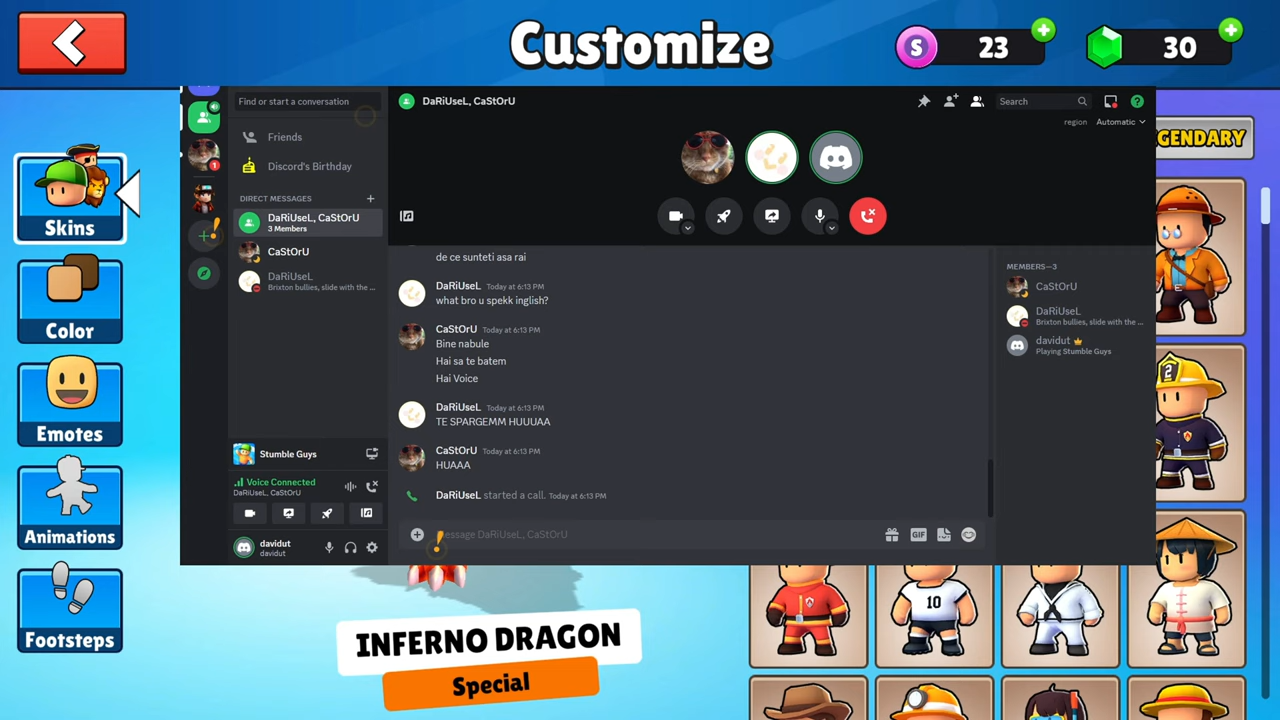 Customize
S
23
30
Find or start a conversation
DaRiUseL, CaStOrU
Search
region
Automatic
GENDARY
Friends
Discord's Birthday
DIRECT MESSAGES
DaRiUseL, CaStOrU
3 Members
CaStOrU
DaRiUseL
Brixton bullies, slide with the ...
1
Skins
Color
Emotes
Animations
Footsteps
de ce sunteti asa rai
DaRiUseL Today at 6:13 PM
what bro u spekk inglish?
CaStOrU Today at 6:13 PM
Bine nabule
Hai sa te batem
Hai Voice
DaRiUseL Today at 6:13 PM
TE SPARGEMM HUUUAA
CaStOrU Today at 6:13 PM
HUAAA
DaRiUseL started a call. Today at 6:13 PM
essage DaRiUseL, CaStOrU
GIF
MEMBERS—3
CaStOrU
DaRiUseL
Brixton bullies, slide with the ...
davidut
Playing Stumble Guys
Stumble Guys
Voice Connected
DaRiUseL, CaStOrU
davidut
davidut
2
10
INFERNO DRAGON
Special